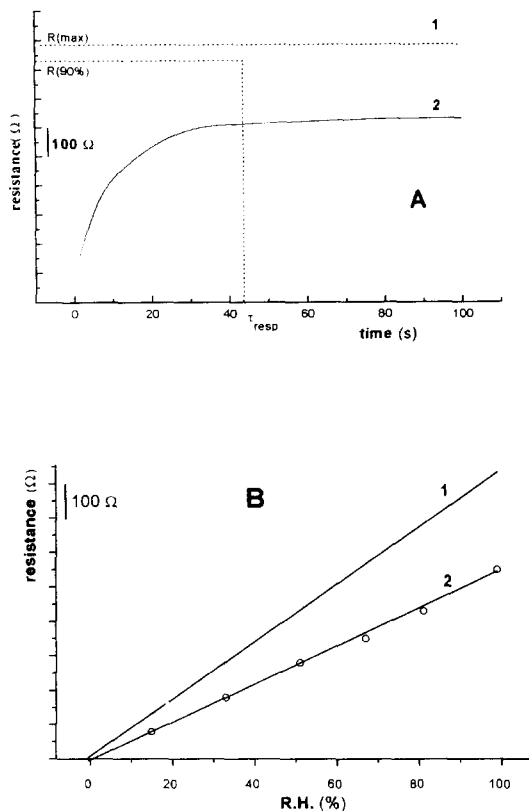 1
R(max)
R(90%)
2
100 Ω
resistance(Ω)
A
0
20
40
60
80
100
τresp
time (s)
B
1
100 Ω
resistance (Ω)
2
0
20
40
60
80
100
R.H. (%)